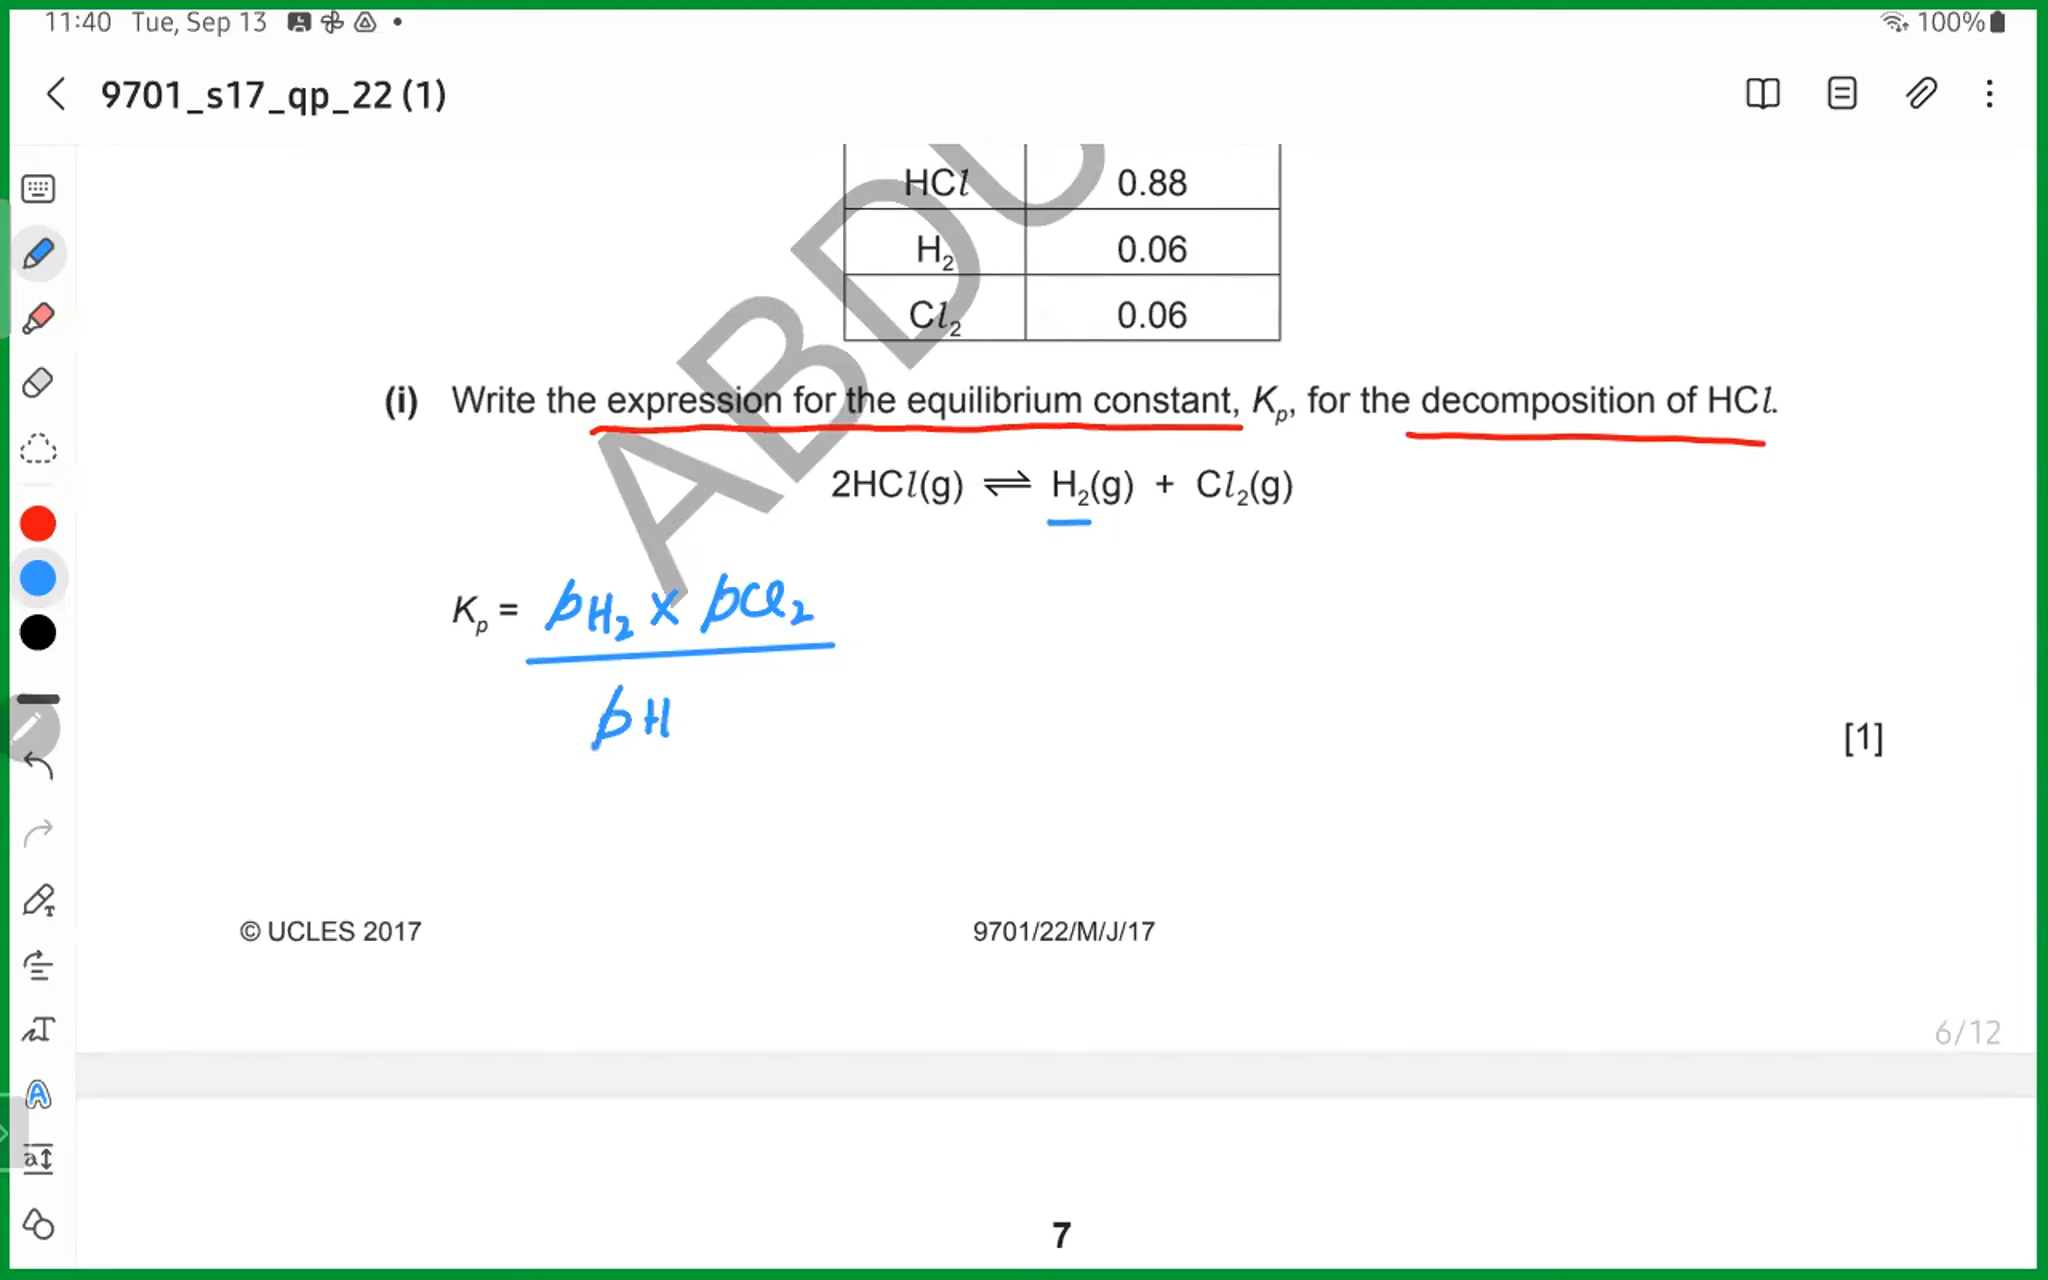 11:40 Tue, Sep 13 100%
9701_s17_qp_22 (1)
HCl 0.88
H₂ 0.06
Cl₂ 0.06
(i) Write the expression for the equilibrium constant, Kₚ, for the decomposition of HCl.
2HCl(g) ⇌ H₂(g) + Cl₂(g)
Kₚ = pH₂ x pCl₂
pH
[1]
© UCLES 2017 9701/22/M/J/17
6/12
7
ABDU